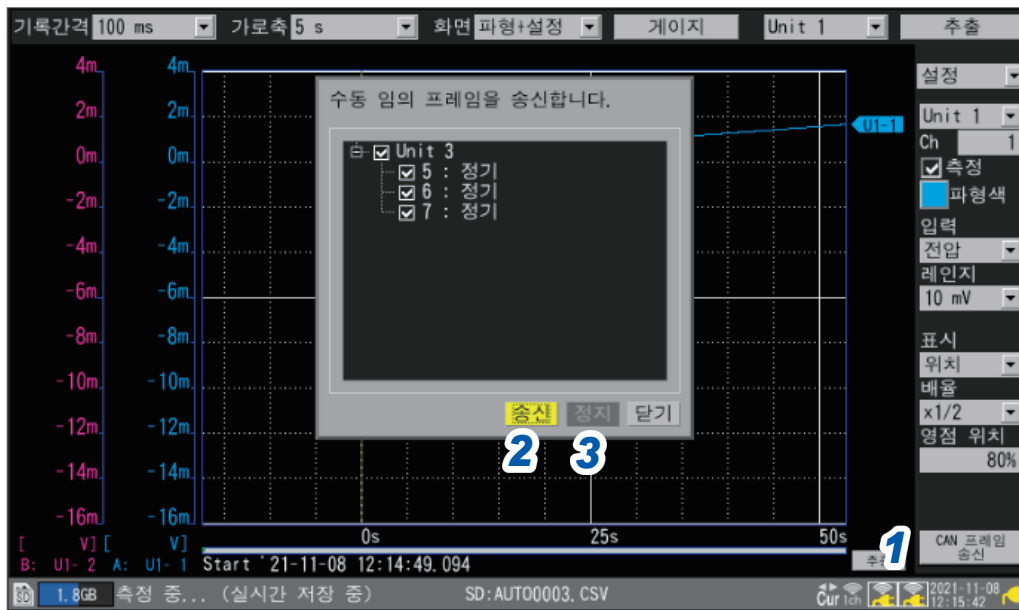 기록간격 100 ms 가로축 5 s 화면 파형+설정 게이지 Unit 1 추출
4m 4m
2m 2m
0m 0m
-2m -2m
-4m -4m
-6m -6m
-8m -8m
-10m -10m
-12m -12m
-14m -14m
-16m -16m
[ V] [ V]
B: U1- 2 A: U1- 1
수동 임의 프레임을 송신합니다.
Unit 3
5 : 정기
6 : 정기
7 : 정기
송신 정지 닫기
2 3
U1-1
0s 25s 50s
Start '21-11-08 12:14:49.094
1
설정
Unit 1
Ch 1
측정
파형색
입력
전압
레인지
10 mV
표시
위치
배율
x1/2
영점 위치
80%
CAN 프레임
송신
SD 1.8GB 측정 중... (실시간 저장 중) SD:AUTO0003.CSV
Cur 1ch
2021-11-08
12:15:42